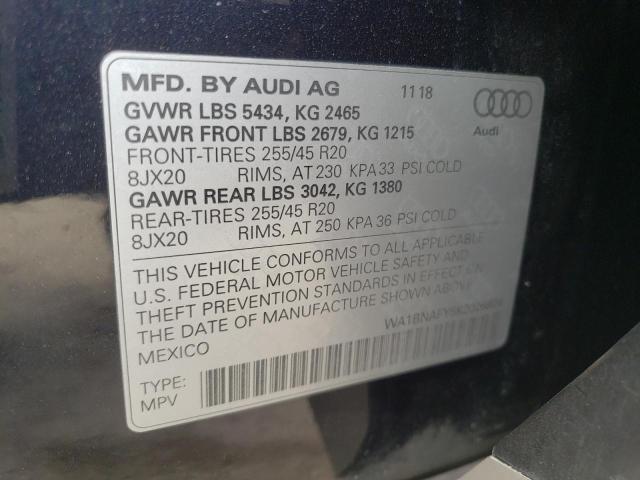 MFD. BY AUDI AG 11 18
GVWR LBS 5434, KG 2465
GAWR FRONT LBS 2679, KG 1215
FRONT-TIRES 255/45 R20
8JX20 RIMS, AT 230 KPA 33 PSI COLD
GAWR REAR LBS 3042, KG 1380
REAR-TIRES 255/45 R20
8JX20 RIMS, AT 250 KPA 36 PSI COLD
Audi
THIS VEHICLE CONFORMS TO ALL APPLICABLE
U.S. FEDERAL MOTOR VEHICLE SAFETY AND
THEFT PREVENTION STANDARDS IN EFFECT ON
THE DATE OF MANUFACTURE SHOWN ABOVE
MEXICO
TYPE:
MPV